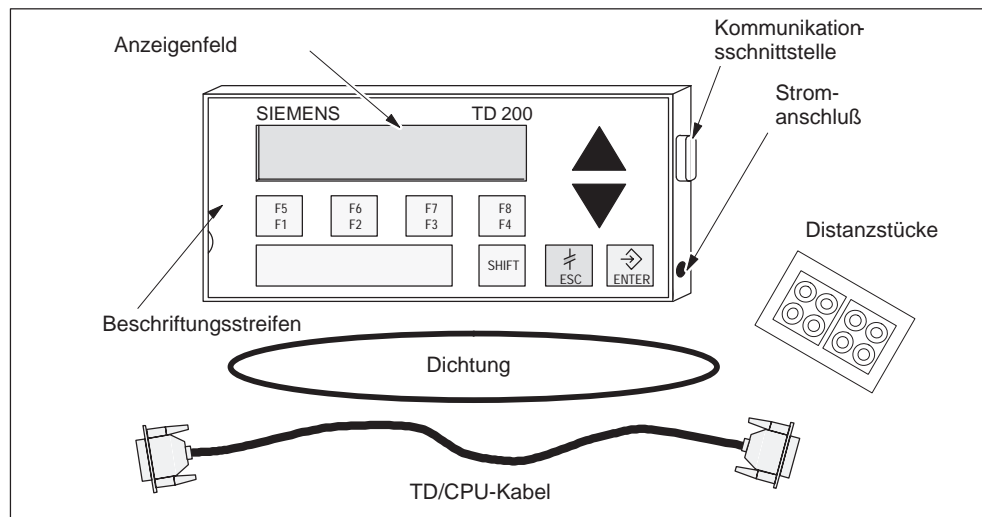 Anzeigenfeld
Kommunikation-
sschnittstelle
Strom-
anschluß
SIEMENS TD 200
F5 F6 F7 F8
F1 F2 F3 F4
SHIFT ESC ENTER
Distanzstücke
Beschriftungsstreifen
Dichtung
TD/CPU-Kabel